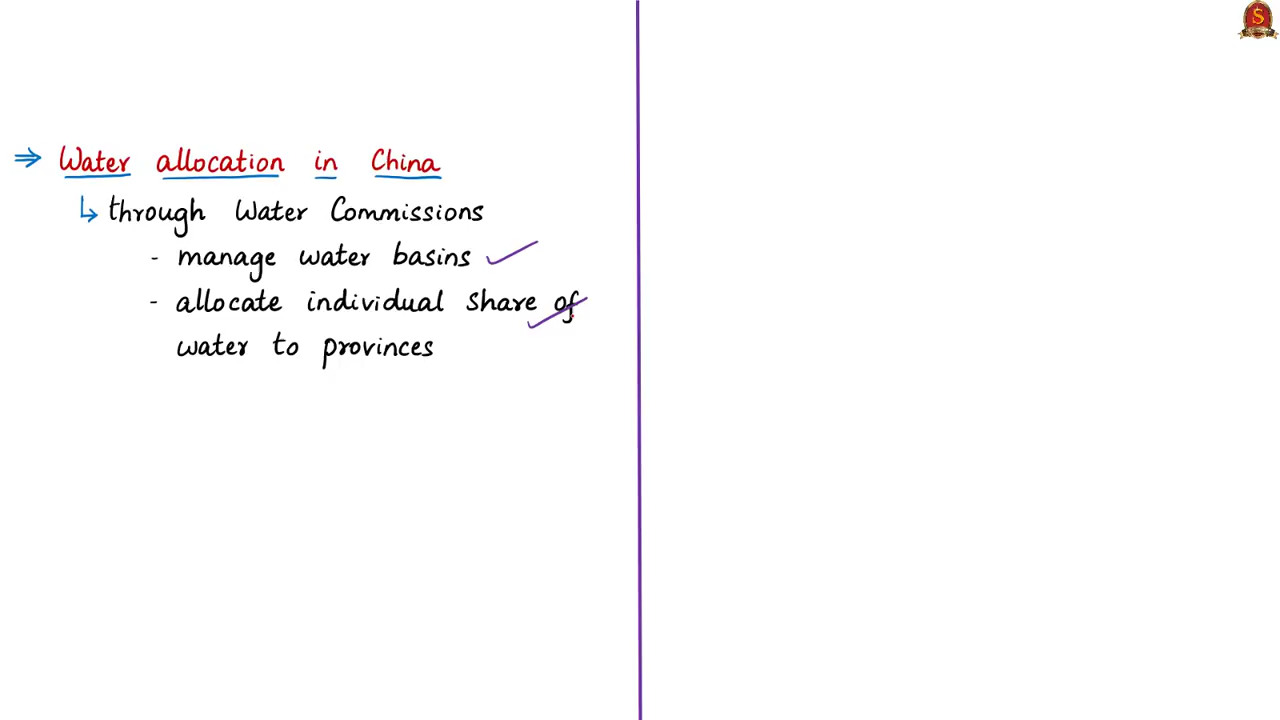 ⇒ Water allocation in China
↳ through Water Commissions
- manage water basins ✓
- allocate individual share of
water to provinces
S